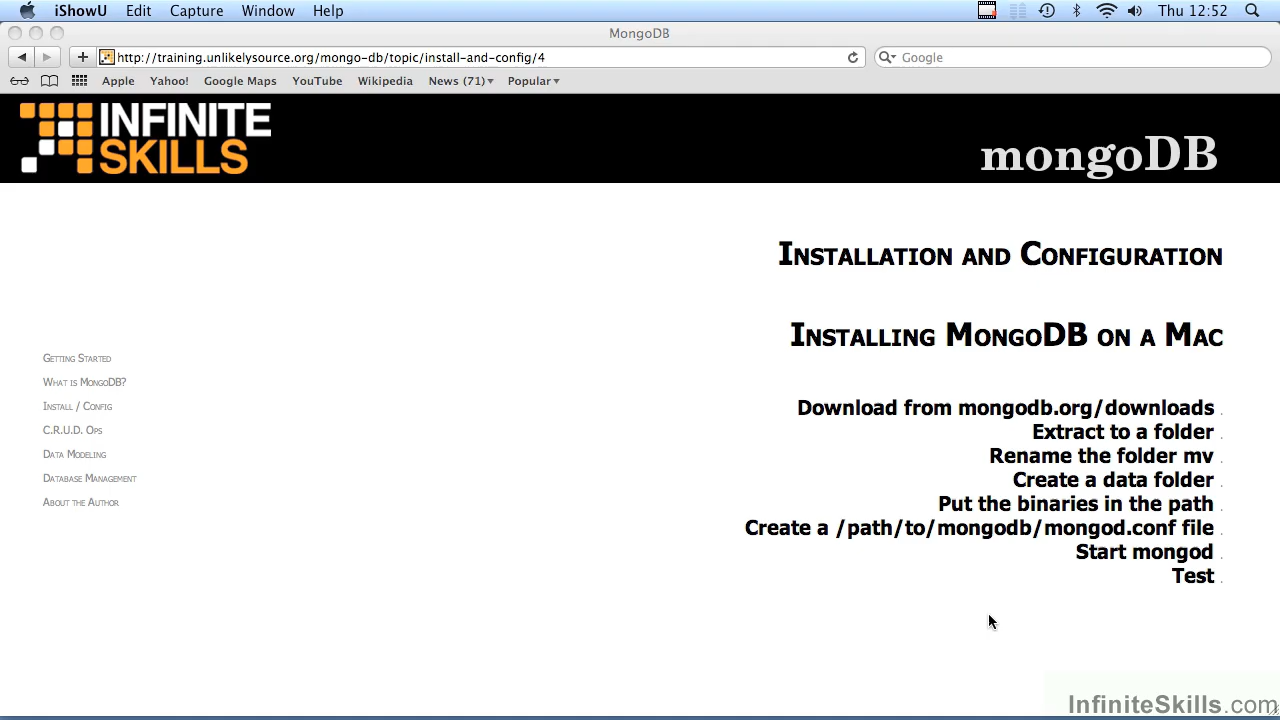 iShowU Edit Capture Window Help Thu 12:52
MongoDB
http://training.unlikelysource.org/mongo-db/topic/install-and-config/4
Google
Apple Yahoo! Google Maps YouTube Wikipedia News (71) Popular
INFINITE
SKILLS
mongoDB
Installation and Configuration
Installing MongoDB on a Mac
Getting Started
What is MongoDB?
Install / Config
C.R.U.D. Ops
Data Modeling
Database Management
About the Author
Download from mongodb.org/downloads .
Extract to a folder .
Rename the folder mv .
Create a data folder .
Put the binaries in the path .
Create a /path/to/mongodb/mongod.conf file .
Start mongod .
Test .
InfiniteSkills.com